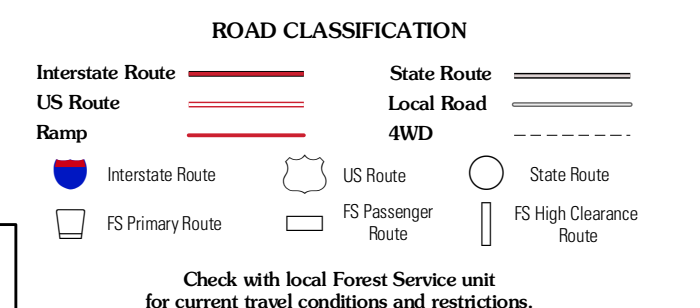 ROAD CLASSIFICATION
Interstate Route
State Route
US Route
Local Road
Ramp
4WD
Interstate Route
US Route
State Route
FS Primary Route
FS Passenger
Route
FS High Clearance
Route
Check with local Forest Service unit
for current travel conditions and restrictions.